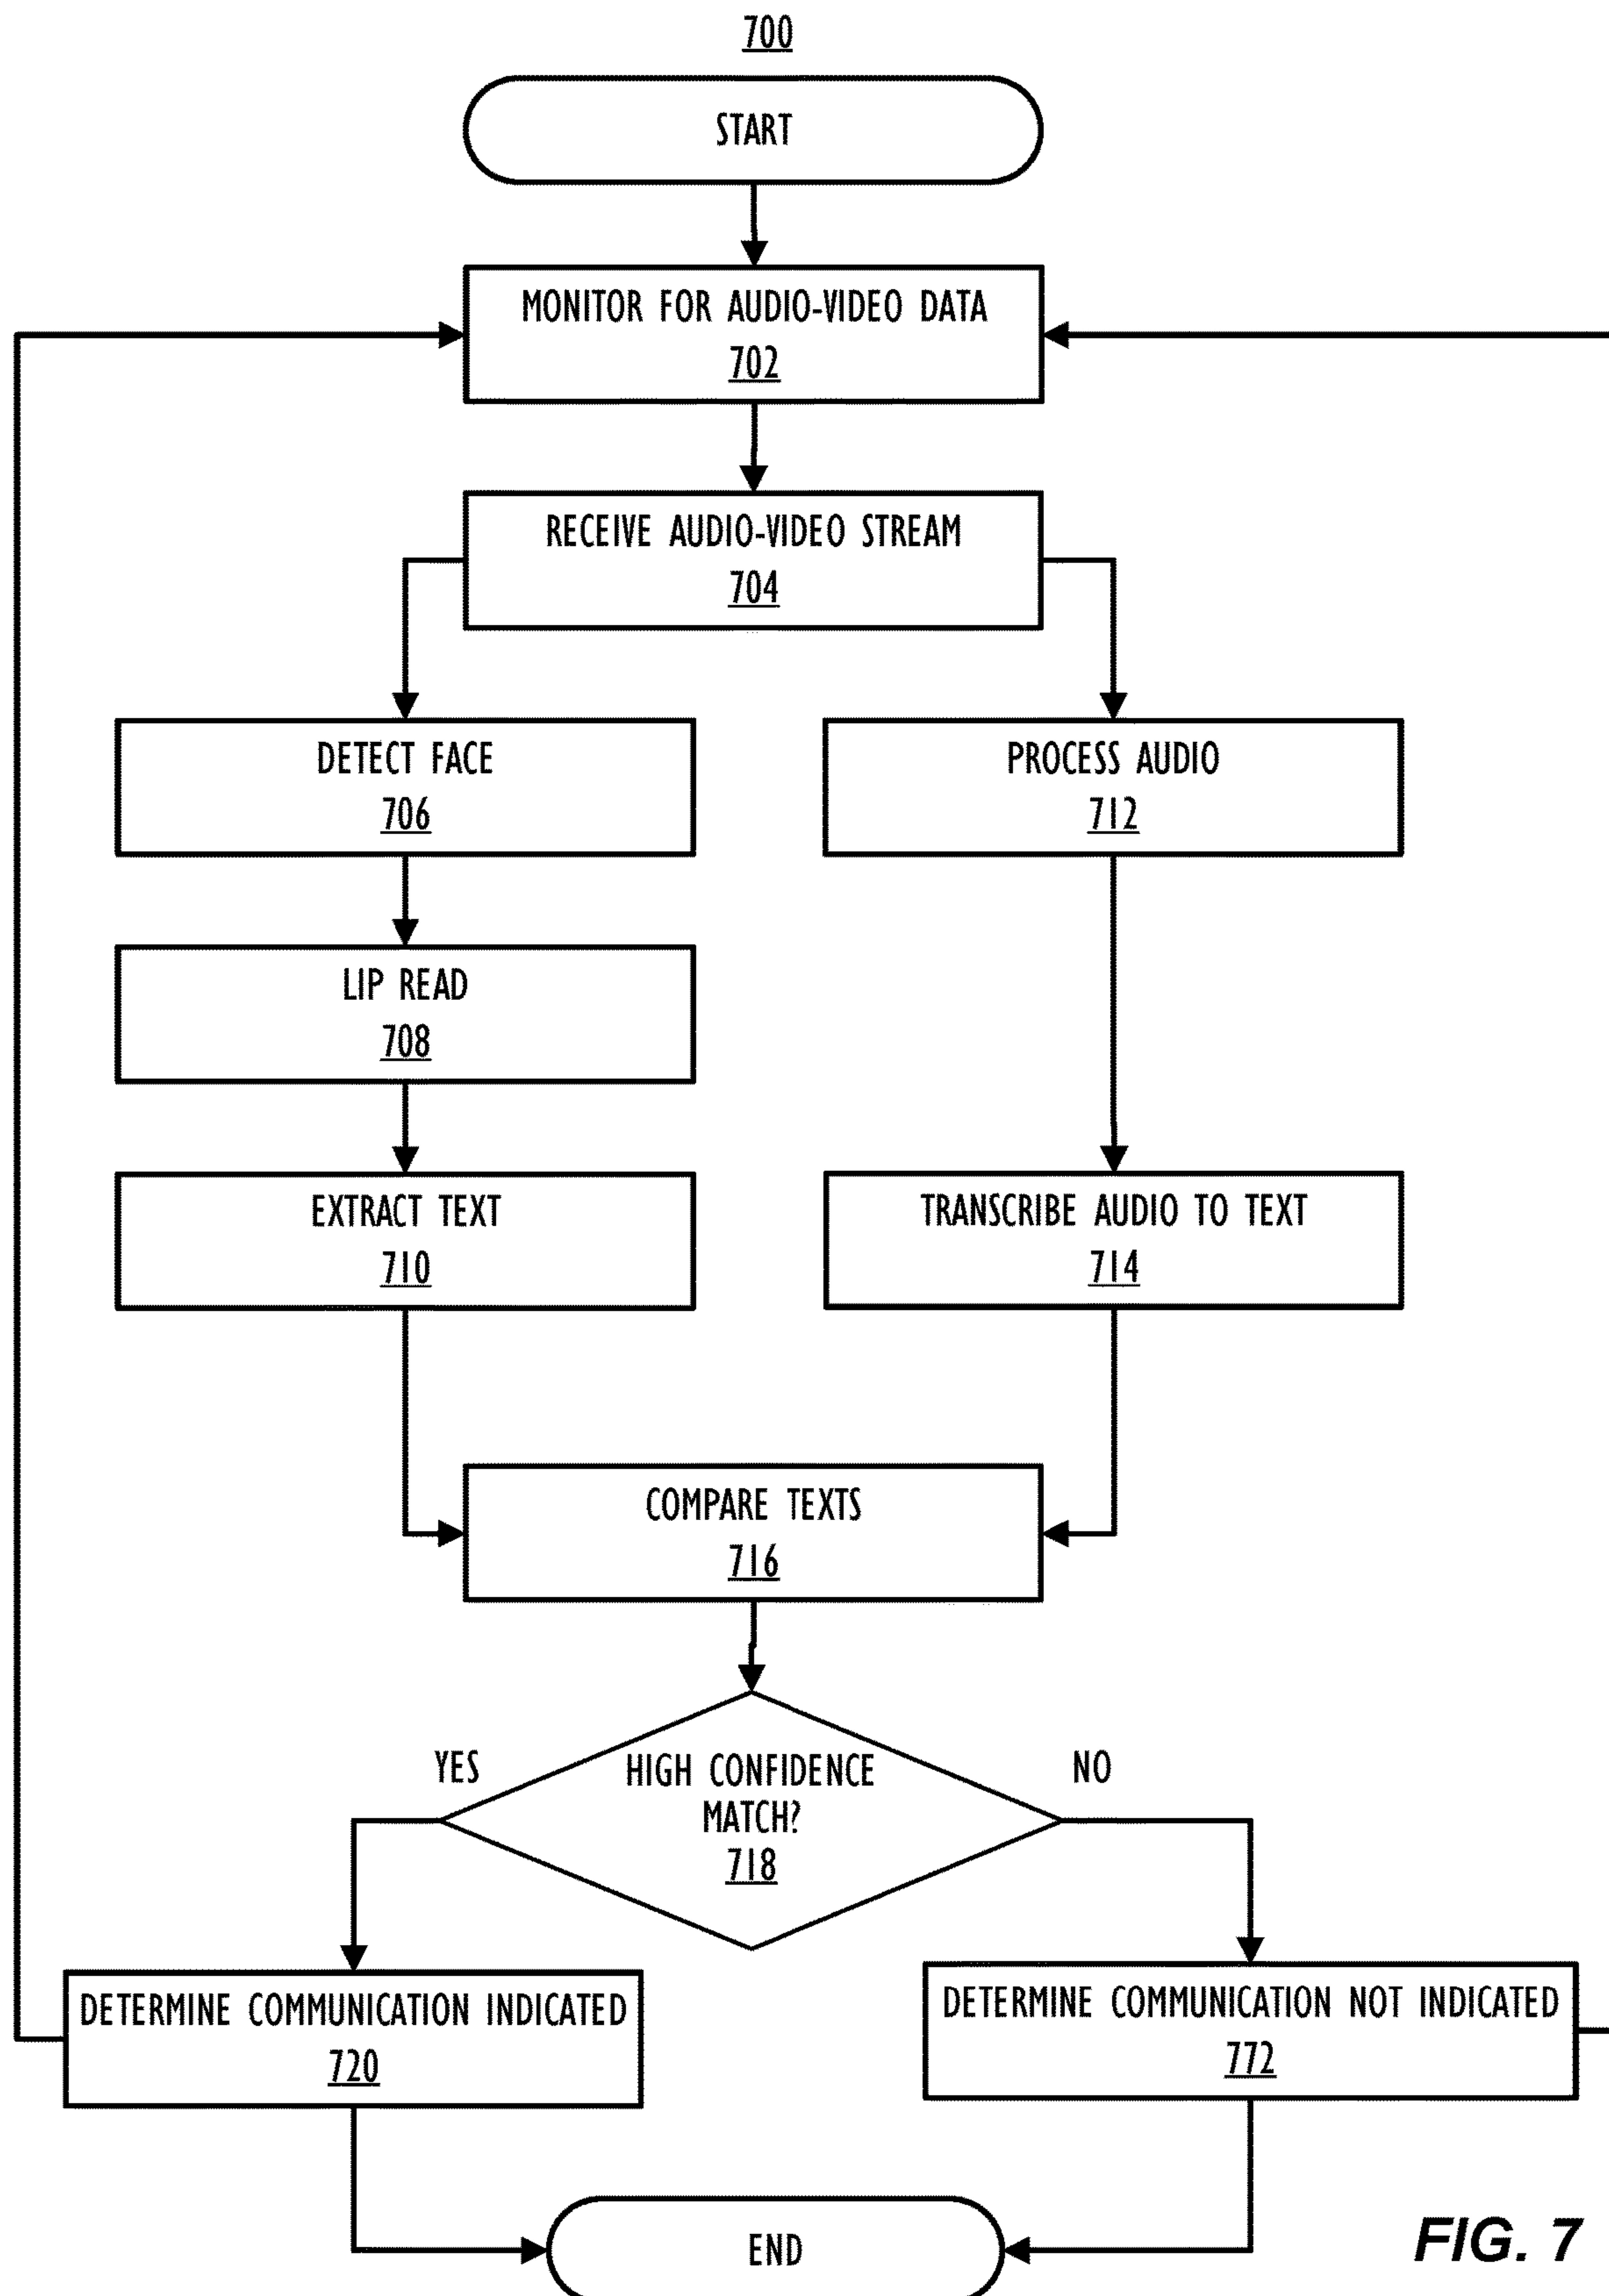 700
START
MONITOR FOR AUDIO-VIDEO DATA
702
RECEIVE AUDIO-VIDEO STREAM
704
DETECT FACE
706
PROCESS AUDIO
712
LIP READ
708
EXTRACT TEXT
710
TRANSCRIBE AUDIO TO TEXT
714
COMPARE TEXTS
716
YES
HIGH CONFIDENCE
MATCH?
718
NO
DETERMINE COMMUNICATION INDICATED
720
DETERMINE COMMUNICATION NOT INDICATED
772
END
FIG. 7